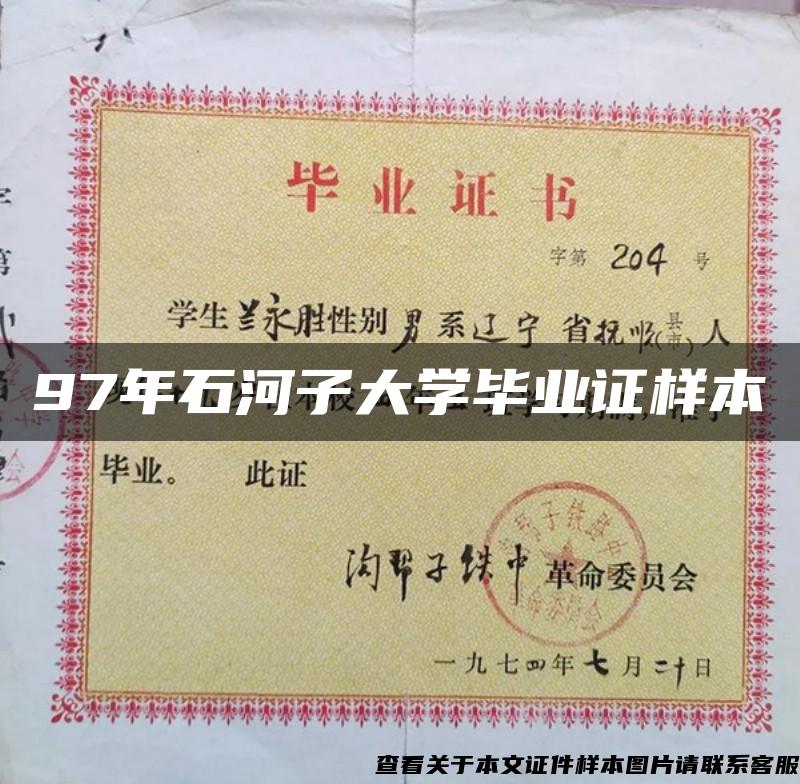 毕业证书
字第 204 号
学生兰永胜性别男系辽宁省抚顺(县市)人
97年石河子大学毕业证样本
毕业。 此证
沟帮子铁中革命委员会
一九七四年七月二十日
查看关于本文证件样本图片请联系客服